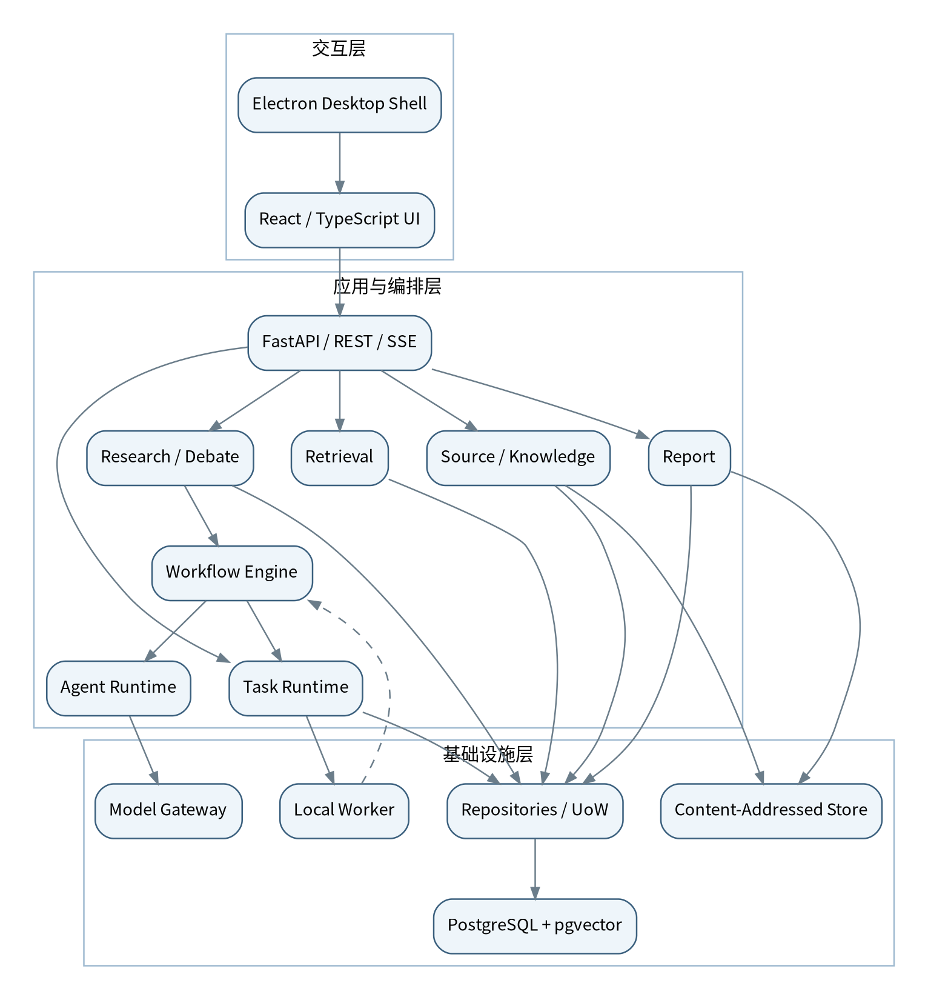 交互层
Electron Desktop Shell
React / TypeScript UI
应用与编排层
FastAPI / REST / SSE
Research / Debate
Retrieval
Source / Knowledge
Report
Workflow Engine
Agent Runtime
Task Runtime
基础设施层
Model Gateway
Local Worker
Repositories / UoW
Content-Addressed Store
PostgreSQL + pgvector